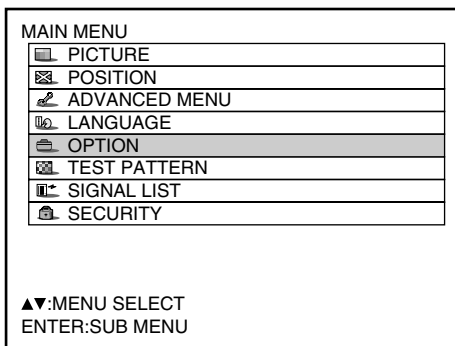 MAIN MENU
PICTURE
POSITION
ADVANCED MENU
LANGUAGE
OPTION
TEST PATTERN
SIGNAL LIST
SECURITY
▲▼:MENU SELECT
ENTER:SUB MENU